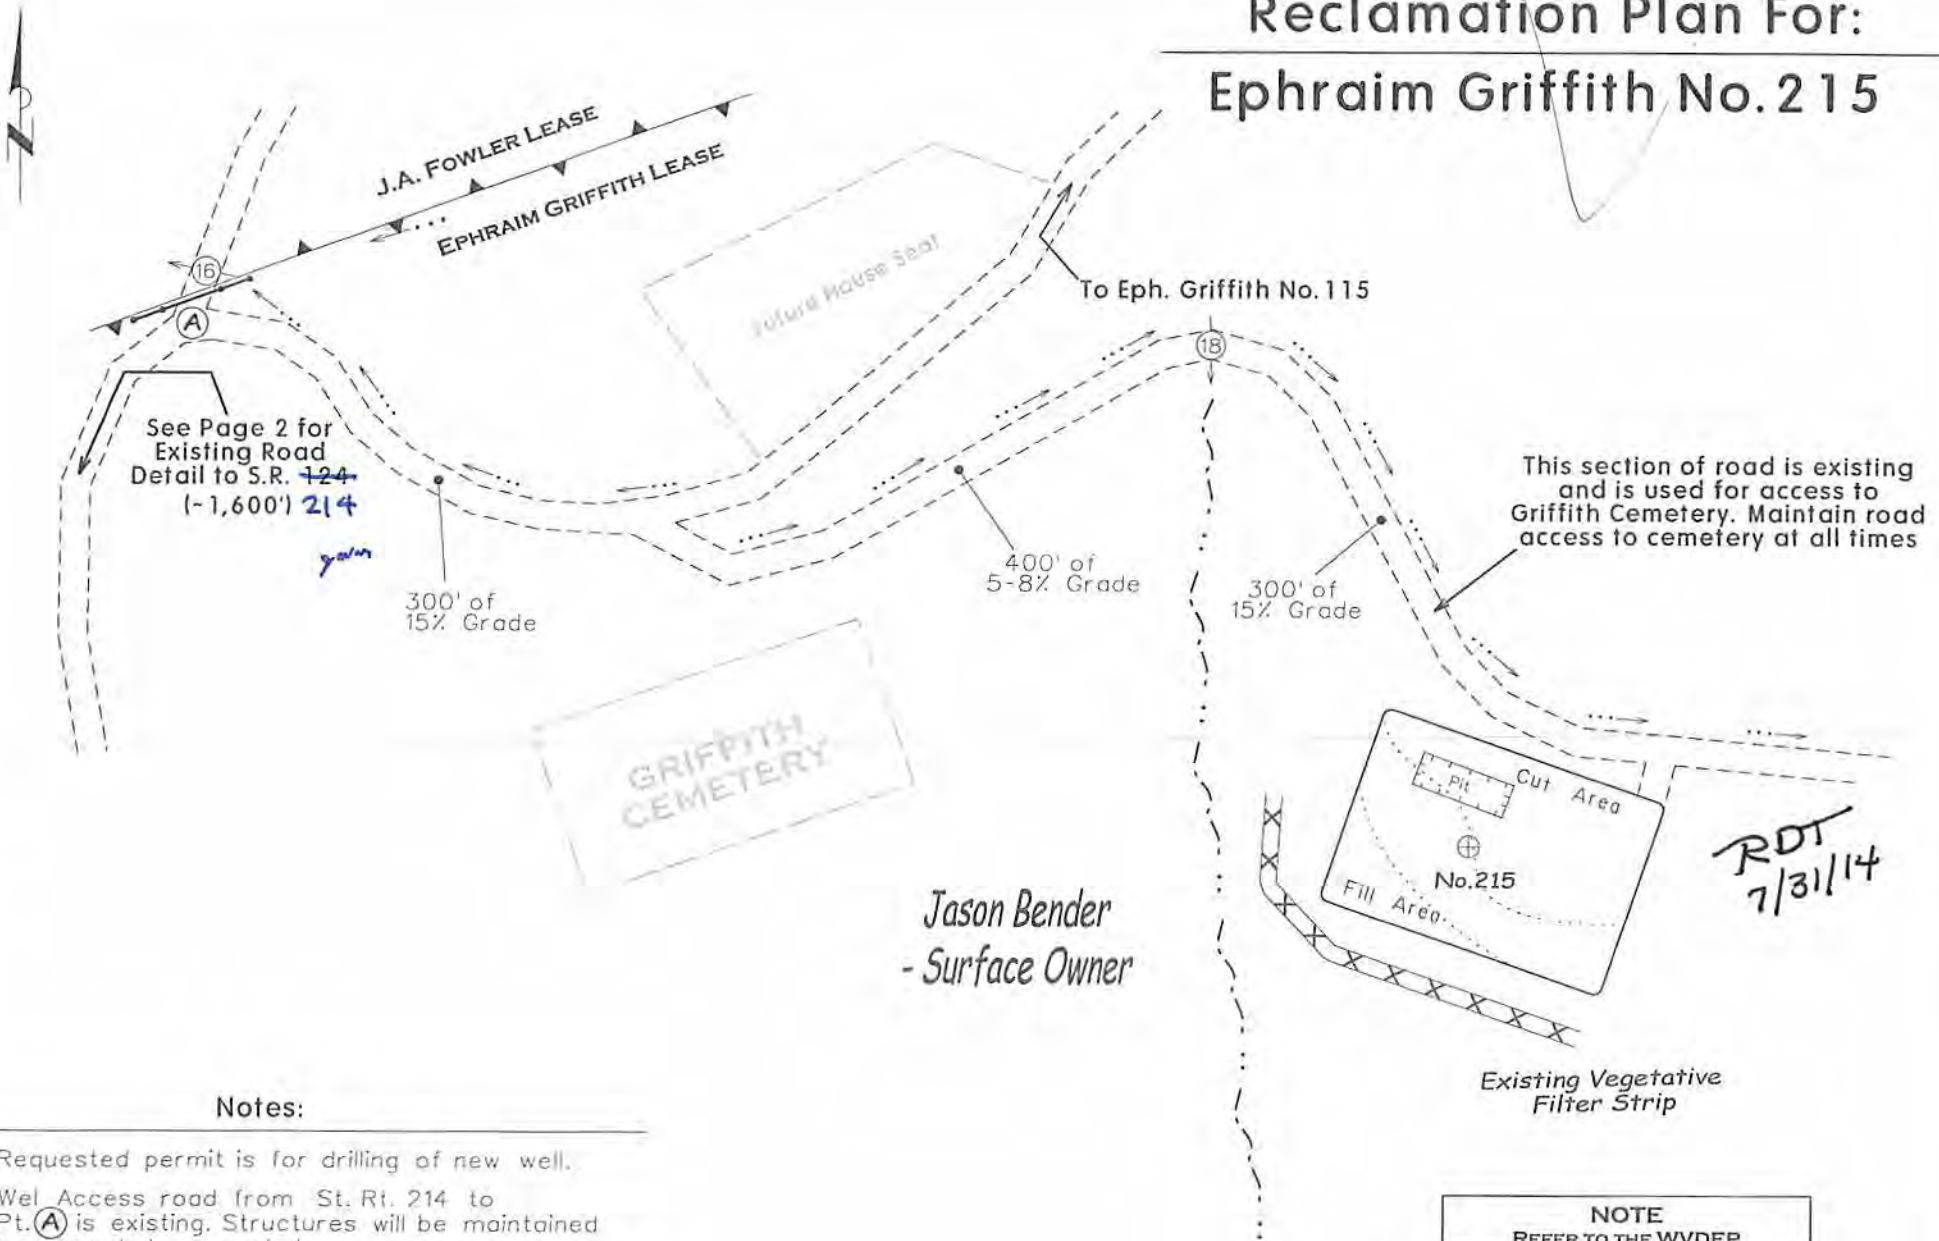 Reclamation Plan For:
Ephraim Griffith No. 215
N
J.A. FOWLER LEASE
EPHRAIM GRIFFITH LEASE
16
A
Future House Seat
To Eph. Griffith No. 115
18
See Page 2 for
Existing Road
Detail to S.R. 124
(~1,600') 214
300' of
15% Grade
400' of
5-8% Grade
300' of
15% Grade
This section of road is existing
and is used for access to
Griffith Cemetery. Maintain road
access to cemetery at all times
GRIFFITH
CEMETERY
Pit
Cut Area
No.215
Fill Area
RDT
7/31/14
Jason Bender
- Surface Owner
Existing Vegetative
Filter Strip
Notes:
Requested permit is for drilling of new well.
Wel Access road from St. Rt. 214 to
Pt. A is existing. Structures will be maintained
NOTE
REFER TO THE WVDEP